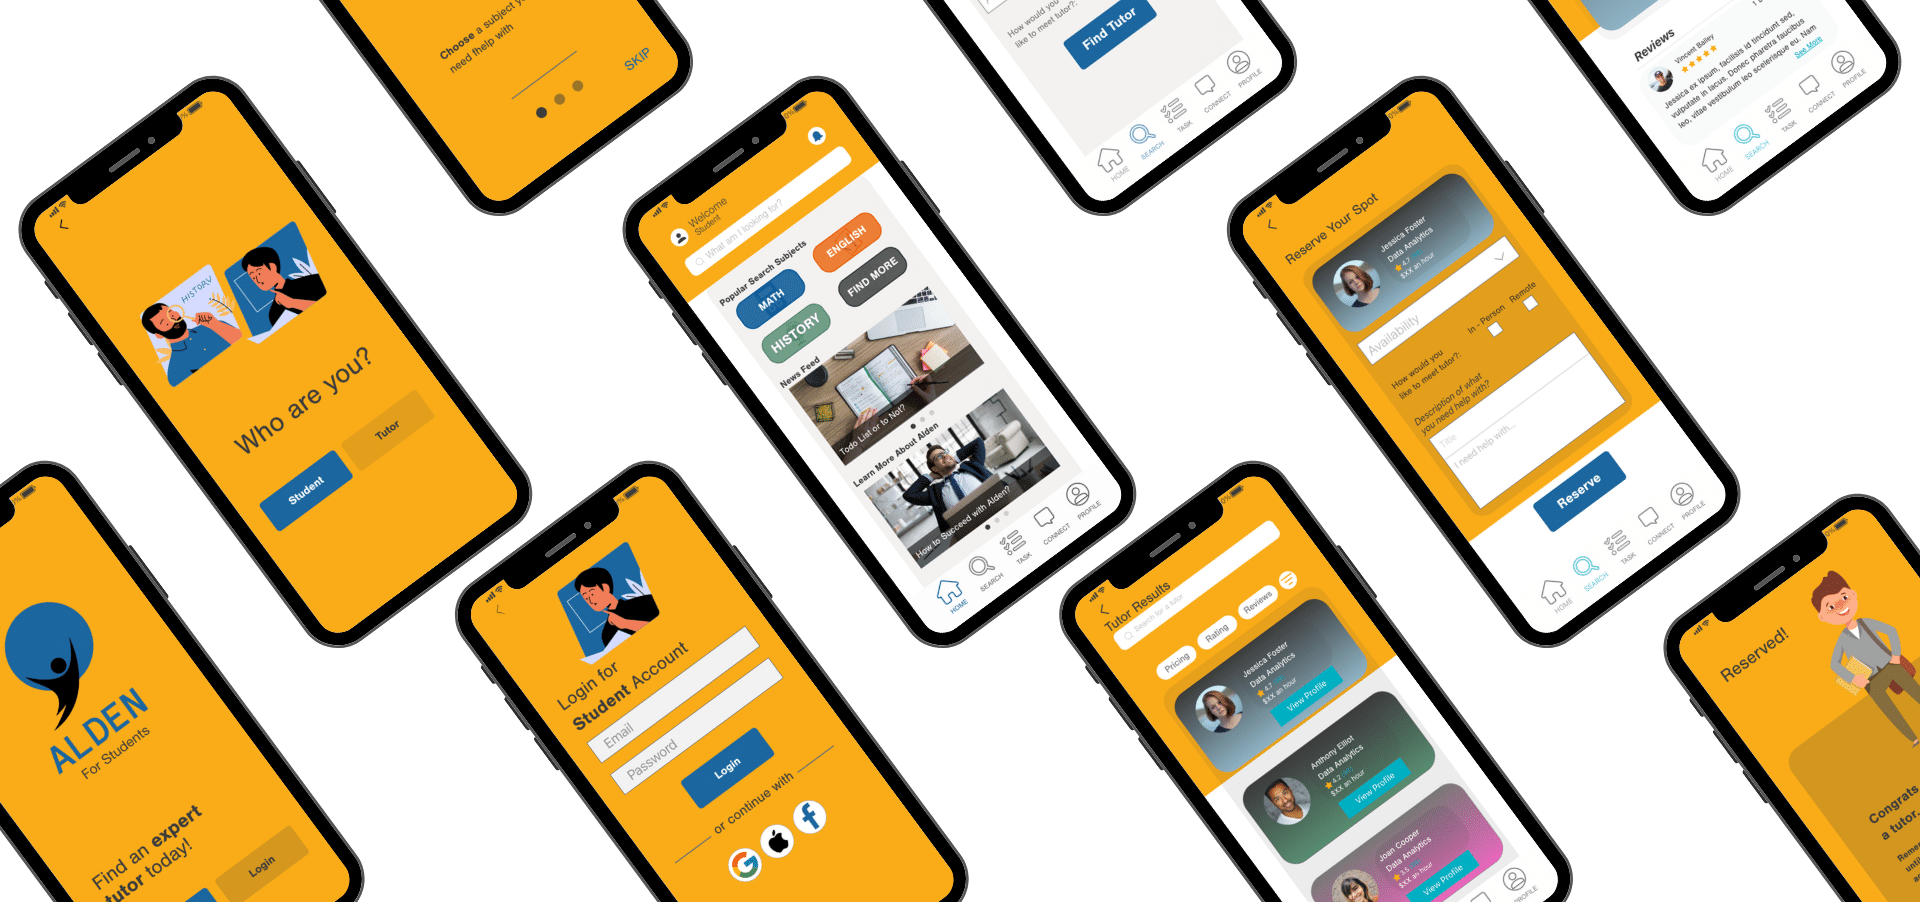 Choose a subject yo
need fhelp with
SKIP
How would you
like to meet tutor?:
Find Tutor
HOME
SEARCH
TASK
CONNECT
PROFILE
Reviews
Vincent Bailey
Jessica ex ipsum, facilisis id tincidunt sed,
vulputate in lacus. Donec pharetra faucibus
leo, vitae vestibulum leo scelerisque eu. Nam
See More
HOME
SEARCH
TASK
CONNECT
PROFILE
HISTORY
Who are you?
Student
Tutor
Welcome
Student
What am I looking for?
Popular Search Subjects
MATH
ENGLISH
HISTORY
FIND MORE
News Feed
Todo List or to Not?
Learn More About Alden
How to Succeed with Alden?
HOME
SEARCH
TASK
CONNECT
PROFILE
Reserve Your Spot
Jessica Foster
Data Analytics
4.7
$XX an hour
Availability
How would you
like to meet tutor?:
In - Person
Remote
Description of what
you need help with?
Title
I need help with...
Reserve
HOME
SEARCH
TASK
CONNECT
PROFILE
ALDEN
For Students
Find an expert
tutor today!
Login
Login for
Student Account
Email
Password
Login
or continue with
Tutor Results
Search for a tutor
Pricing
Rating
Reviews
Jessica Foster
Data Analytics
4.7
$XX an hour
View Profile
Anthony Elliot
Data Analytics
4.2
$XX an hour
View Profile
Joan Cooper
Data Analytics
3.5
$XX an hour
View Profile
PROFILE
Reserved!
Congrats
a tutor.
Reme
until